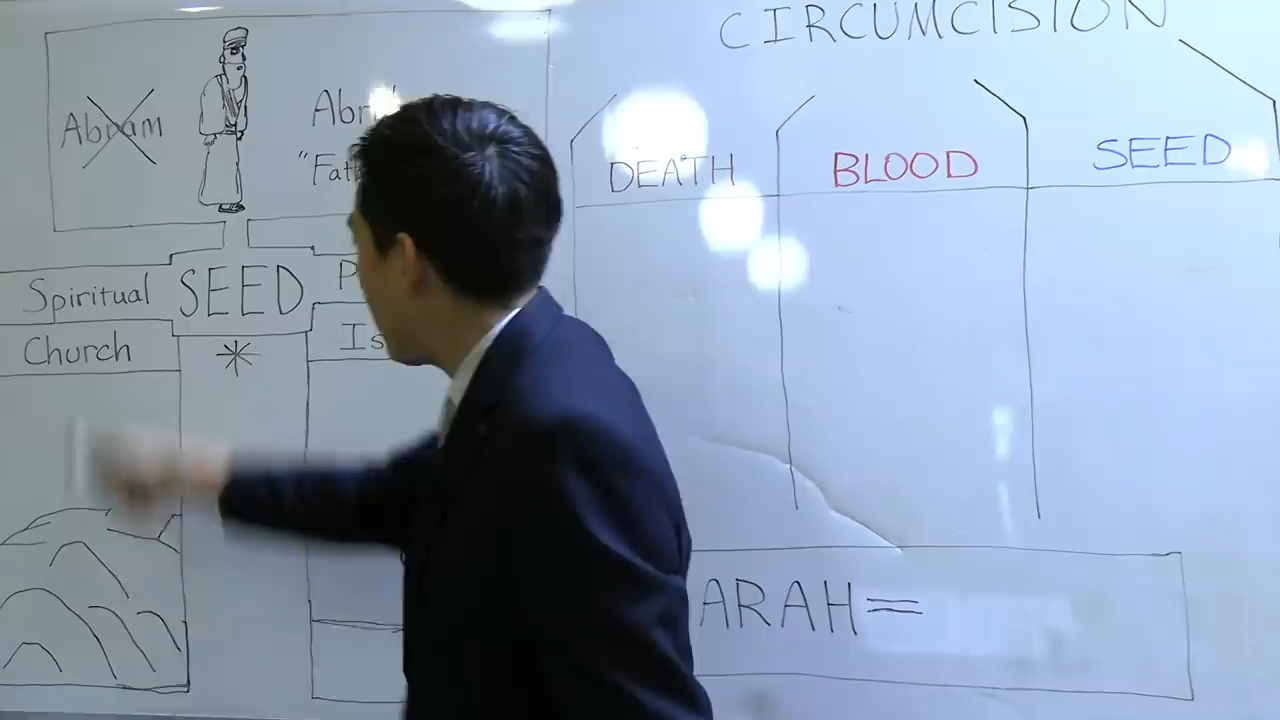 CIRCUMCISION
Abram
DEATH
BLOOD
SEED
Spiritual
SEED
Church
*
ARAH=